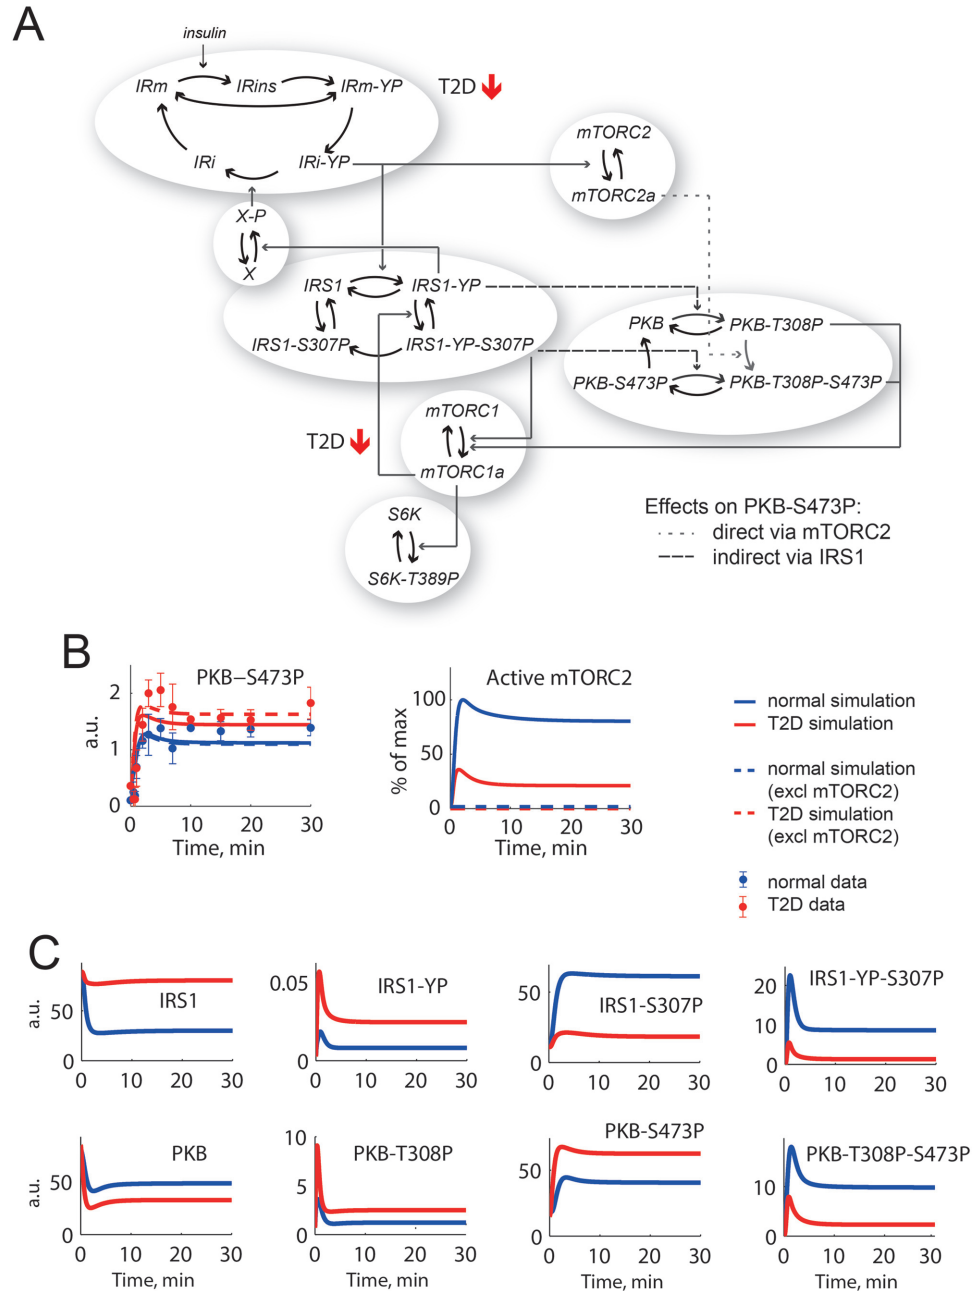 A
insulin
IRm IRins IRm-YP
T2D
IRi IRi-YP
mTORC2
mTORC2a
X-P
X
IRS1 IRS1-YP
IRS1-S307P IRS1-YP-S307P
PKB PKB-T308P
PKB-S473P PKB-T308P-S473P
T2D
mTORC1
mTORC1a
S6K
S6K-T389P
Effects on PKB-S473P:
direct via mTORC2
indirect via IRS1
B
PKB–S473P
a.u.
2
1
0
0 10 20 30
Time, min
Active mTORC2
% of max
100
50
0
0 10 20 30
Time, min
normal simulation
T2D simulation
normal simulation
(excl mTORC2)
T2D simulation
(excl mTORC2)
normal data
T2D data
C
IRS1
a.u.
50
0
0 10 20 30
IRS1-YP
0.05
0
0 10 20 30
IRS1-S307P
50
0
0 10 20 30
IRS1-YP-S307P
20
10
0
0 10 20 30
PKB
a.u.
50
0
0 10 20 30
Time, min
PKB-T308P
10
5
0
0 10 20 30
Time, min
PKB-S473P
50
0
0 10 20 30
Time, min
PKB-T308P-S473P
10
0
0 10 20 30
Time, min